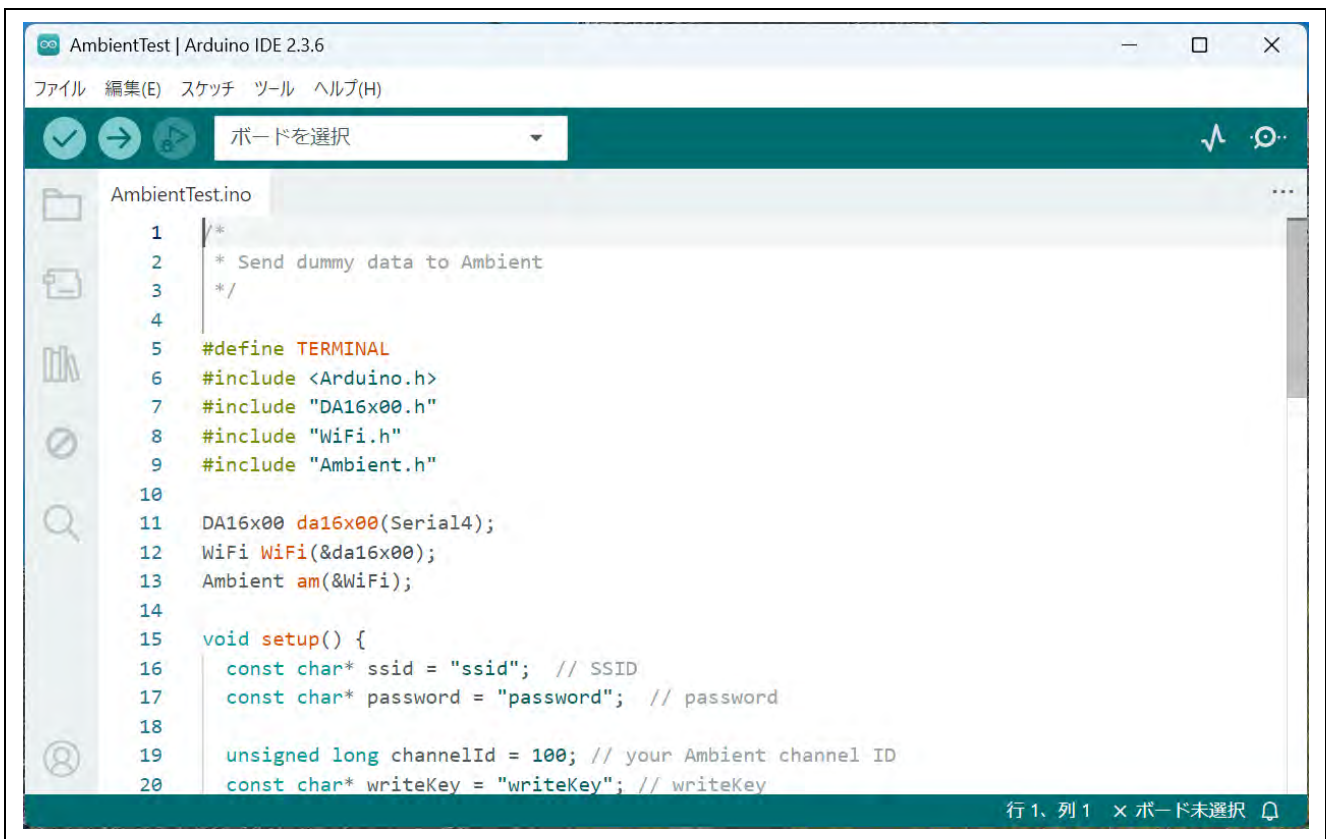 AmbientTest | Arduino IDE 2.3.6
ファイル 編集(E) スケッチ ツール ヘルプ(H)
ボードを選択
AmbientTest.ino
1 /*
2 * Send dummy data to Ambient
3 */
4
5 #define TERMINAL
6 #include <Arduino.h>
7 #include "DA16x00.h"
8 #include "WiFi.h"
9 #include "Ambient.h"
10
11 DA16x00 da16x00(Serial4);
12 WiFi WiFi(&da16x00);
13 Ambient am(&WiFi);
14
15 void setup() {
16 const char* ssid = "ssid"; // SSID
17 const char* password = "password"; // password
18
19 unsigned long channelId = 100; // your Ambient channel ID
20 const char* writeKey = "writeKey"; // writeKey
行 1、列 1 × ボード未選択